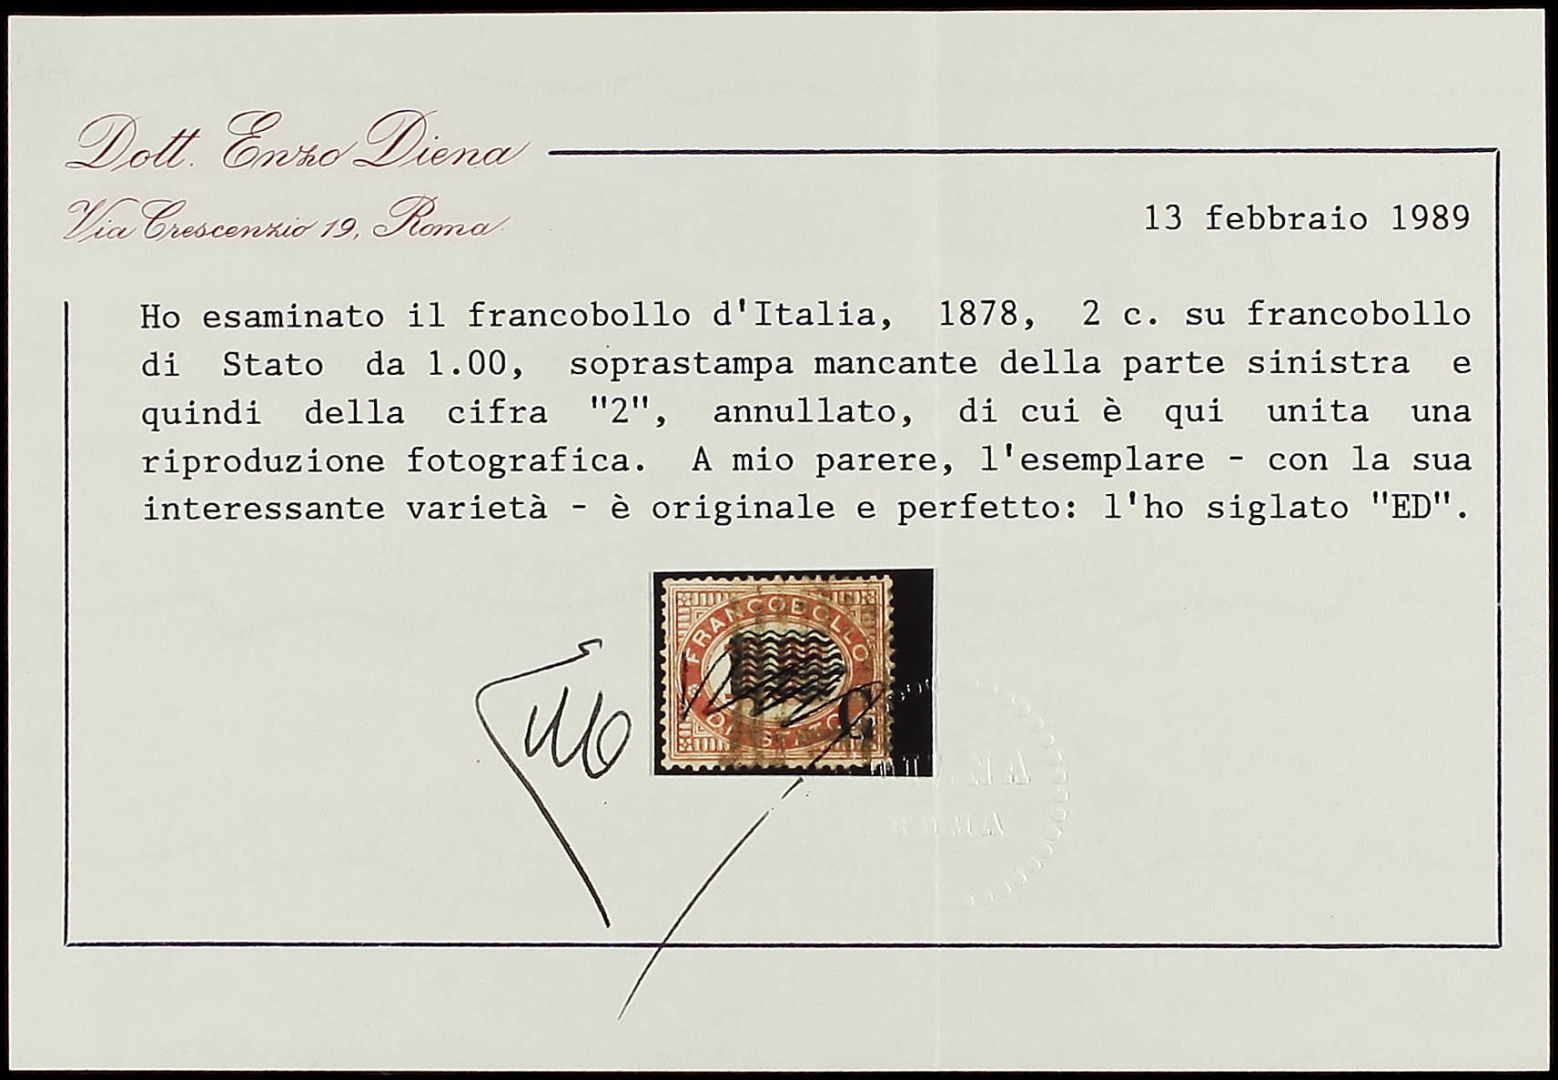 Dott. Enzo Diena
Via Crescenzio 19, Roma
13 febbraio 1989
Ho esaminato il francobollo d'Italia, 1878, 2 c. su francobollo
di Stato da 1.00, soprastampa mancante della parte sinistra e
quindi della cifra "2", annullato, di cui è qui unita una
riproduzione fotografica. A mio parere, l'esemplare - con la sua
interessante varietà - è originale e perfetto: l'ho siglato "ED".
FRANCOBOLLO
DI STATO